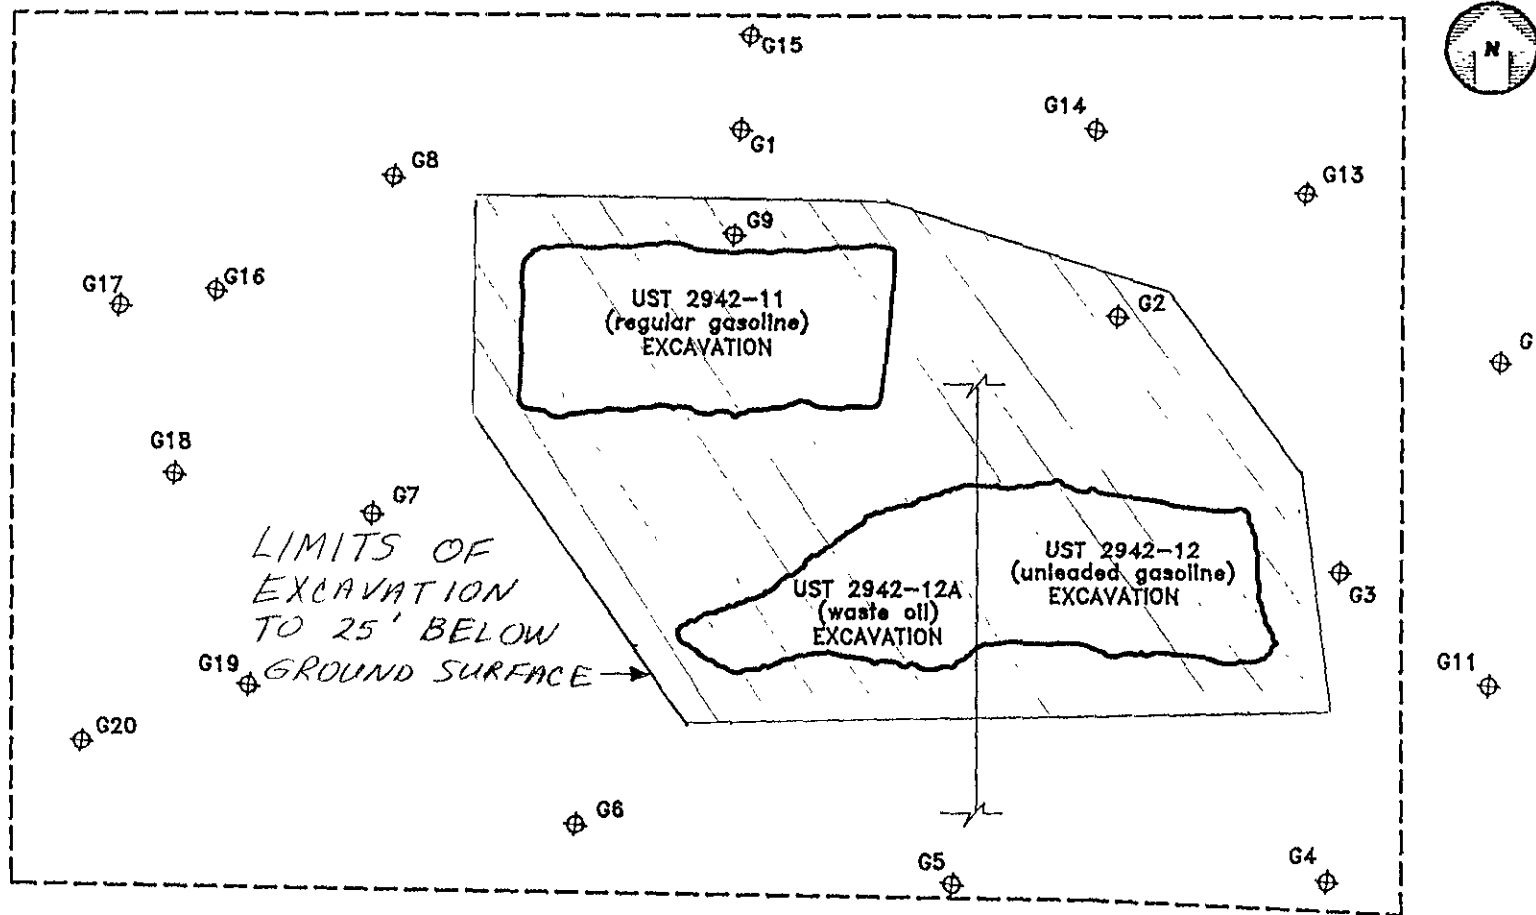 G15
N
G14
G1
G8
G13
G9
G17
G16
UST 2942-11
(regular gasoline)
EXCAVATION
G2
G
G18
G7
LIMITS OF
EXCAVATION
TO 25' BELOW
GROUND SURFACE
UST 2942-12
(unleaded gasoline)
EXCAVATION
UST 2942-12A
(waste oil)
EXCAVATION
G3
G19
G11
G20
G6
G5
G4